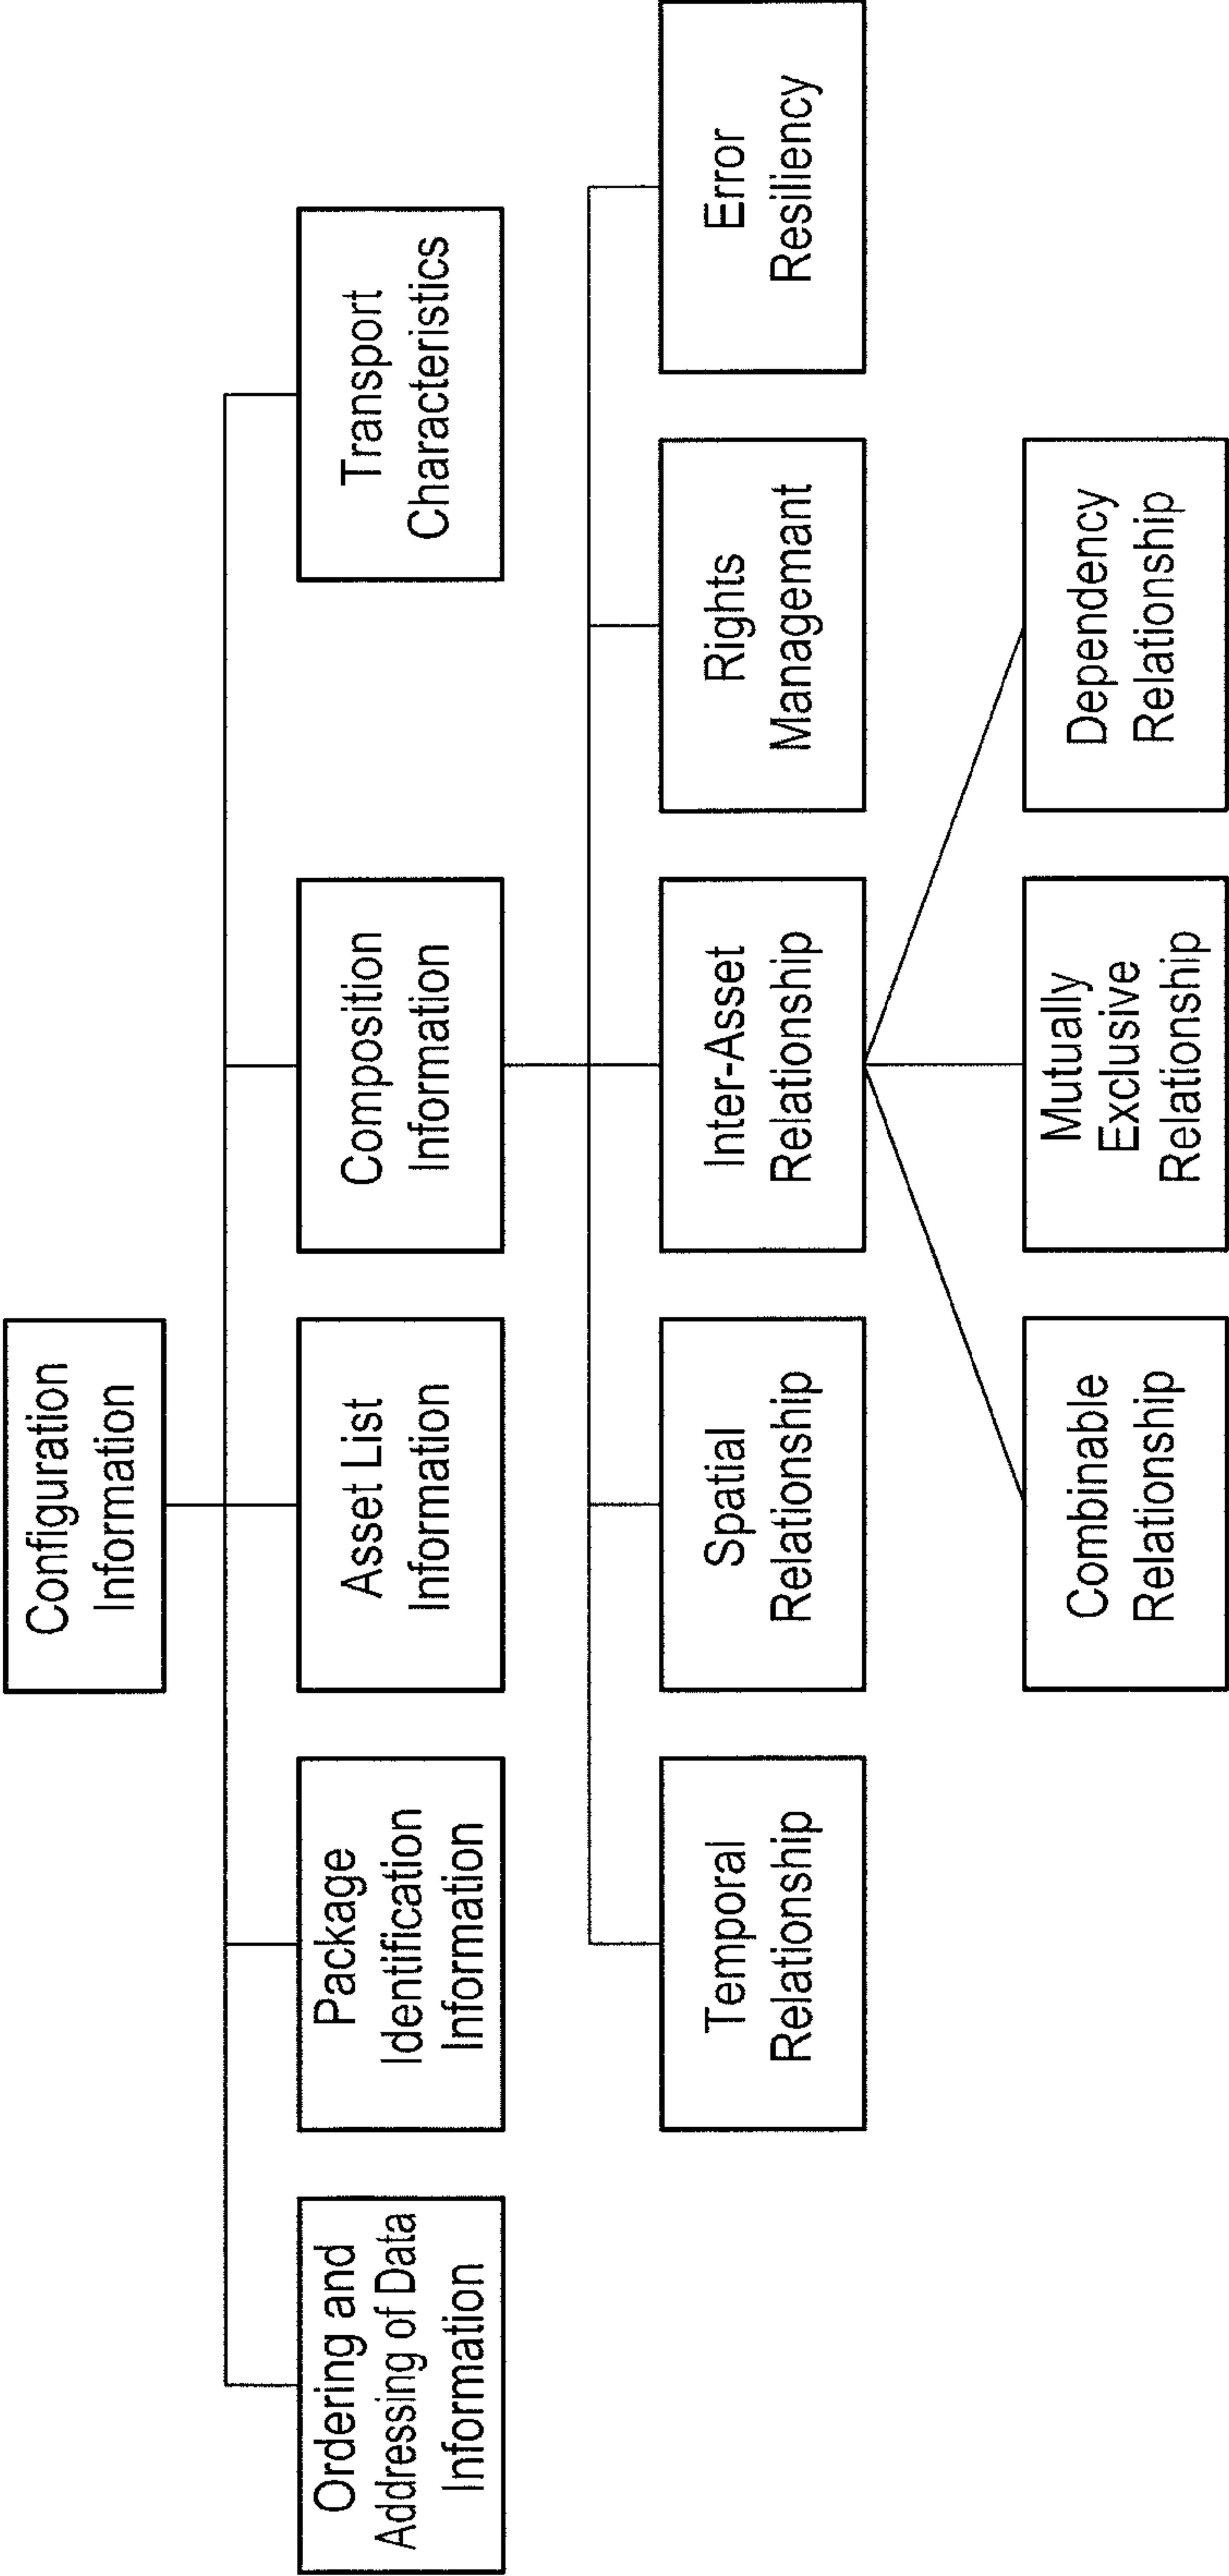 Configuration
Information
Ordering and
Addressing of Data
Information
Package
Identification
Information
Asset List
Information
Composition
Information
Transport
Characteristics
Temporal
Relationship
Spatial
Relationship
Inter-Asset
Relationship
Rights
Managemant
Error
Resiliency
Combinable
Relationship
Mutually
Exclusive
Relationship
Dependency
Relationship